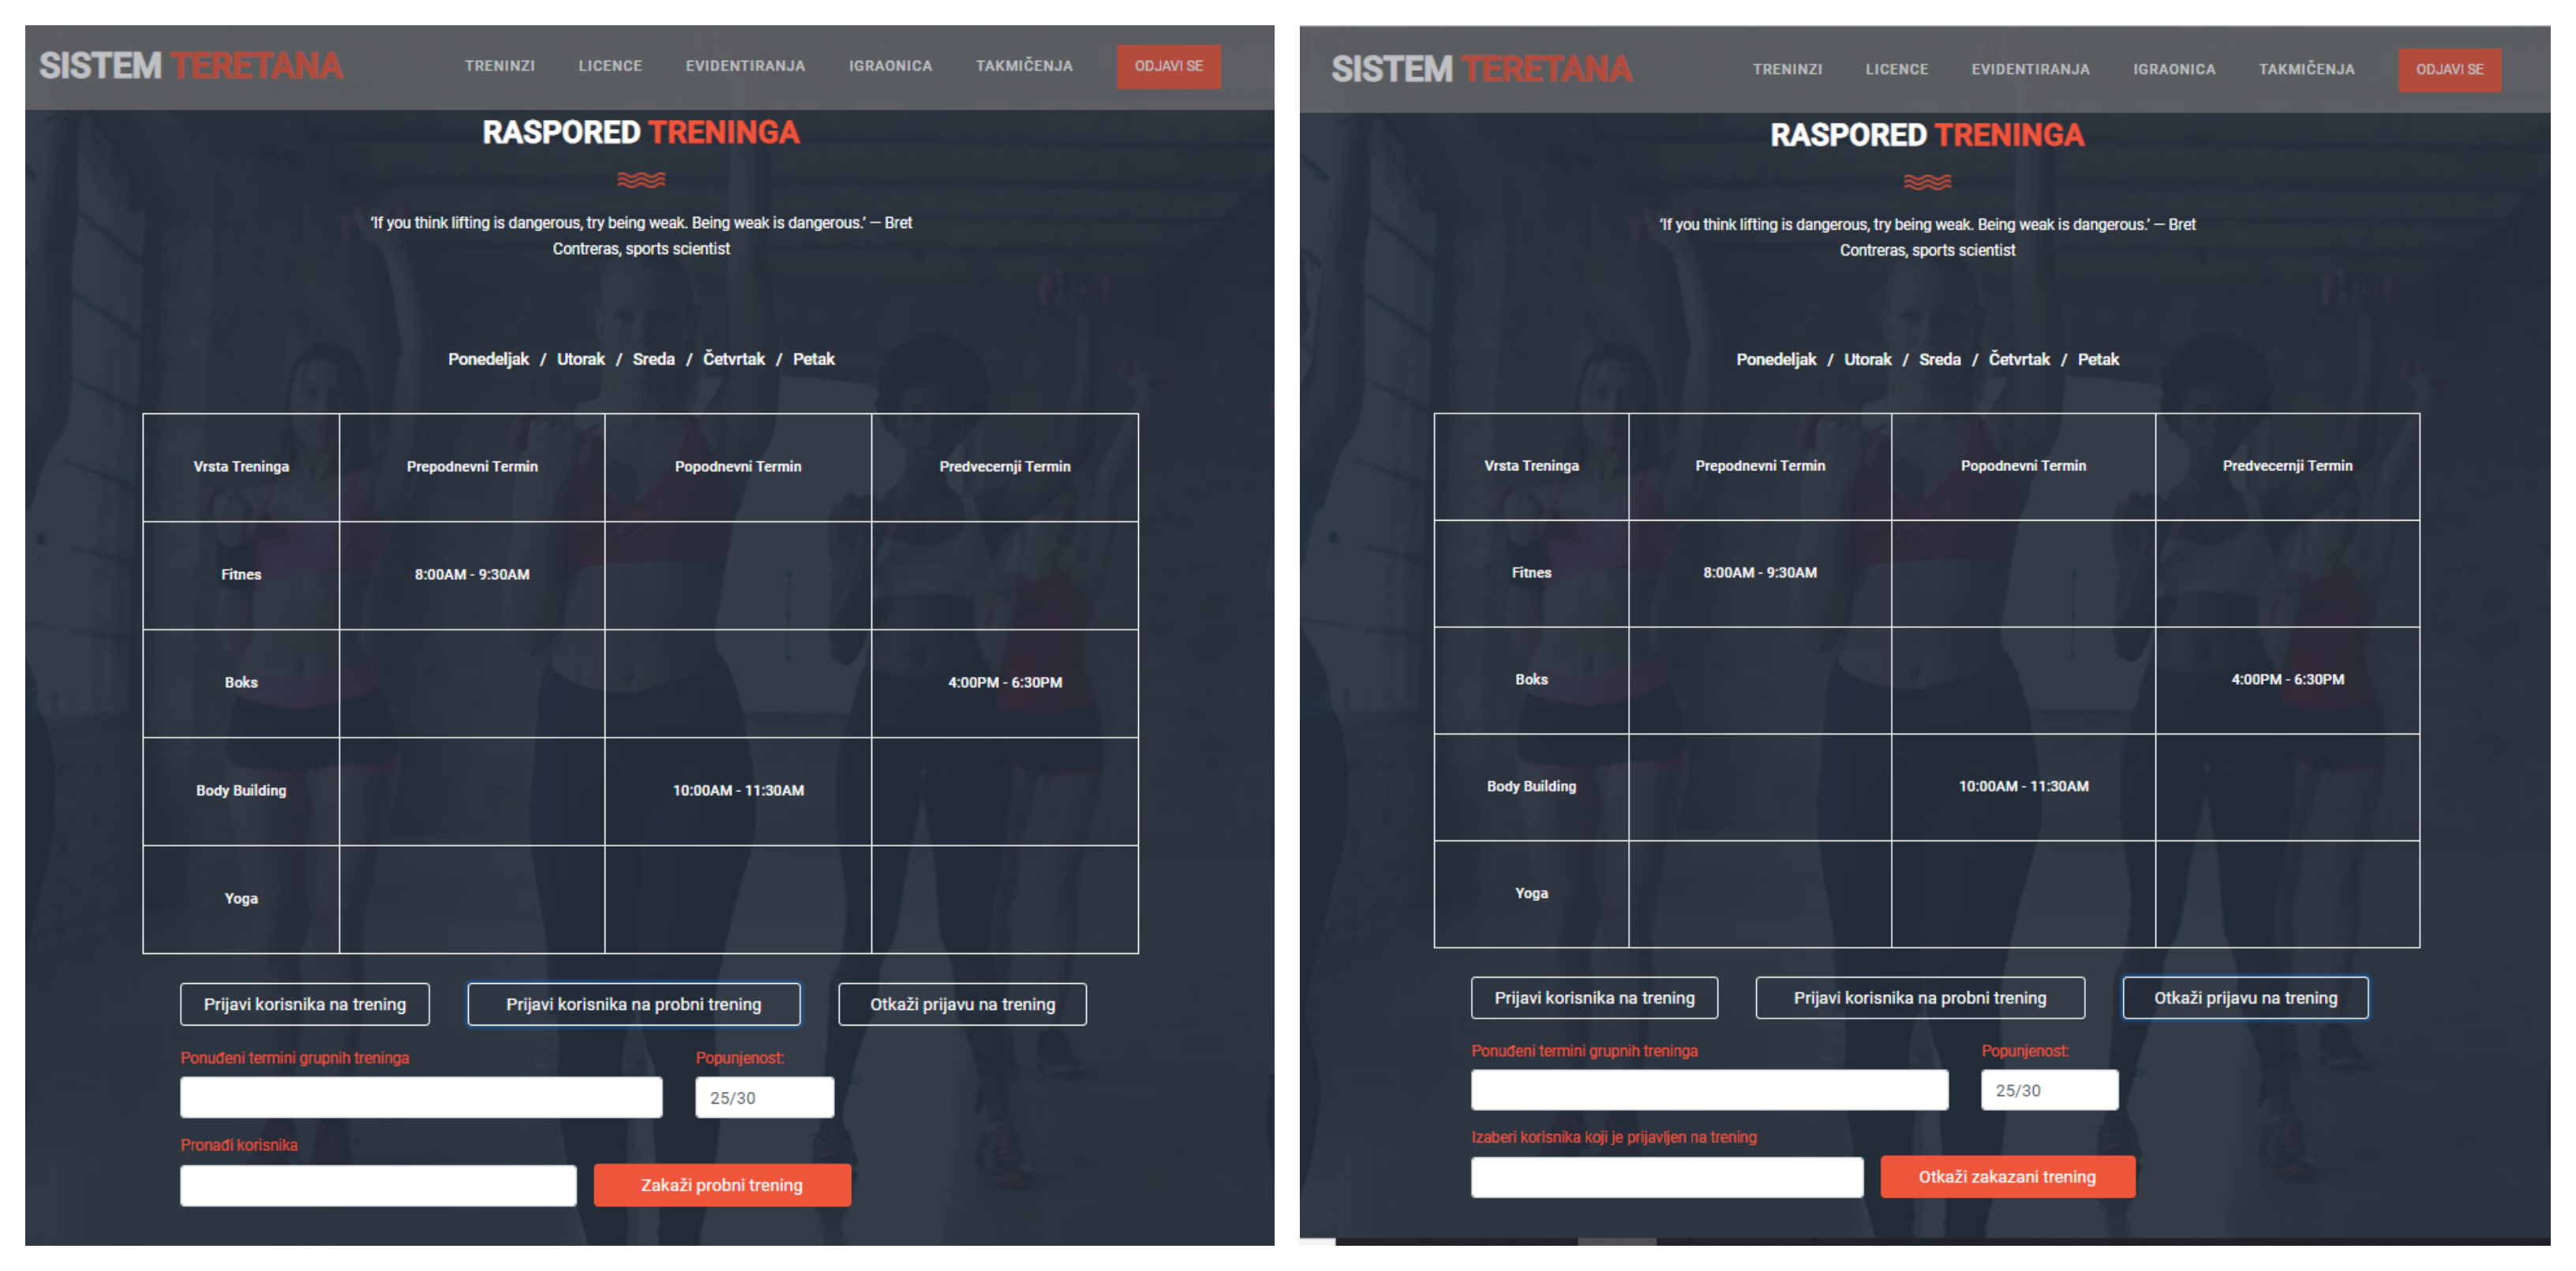 SISTEM TERETANA TRENINZI LICENCE EVIDENTIRANJA IGRAONICA TAKMIČENJA ODJAVI SE
RASPORED TRENINGA
‘If you think lifting is dangerous, try being weak. Being weak is dangerous.’ — Bret
Contreras, sports scientist
Ponedeljak / Utorak / Sreda / Četvrtak / Petak
Vrsta Treninga Prepodnevni Termin Popodnevni Termin Predvecernji Termin
Fitnes 8:00AM - 9:30AM
Boks 4:00PM - 6:30PM
Body Building 10:00AM - 11:30AM
Yoga
Prijavi korisnika na trening Prijavi korisnika na probni trening Otkaži prijavu na trening
Ponuđeni termini grupnih treninga Popunjenost:
25/30
Pronađi korisnika
Zakaži probni trening
SISTEM TERETANA TRENINZI LICENCE EVIDENTIRANJA IGRAONICA TAKMIČENJA ODJAVI SE
RASPORED TRENINGA
‘If you think lifting is dangerous, try being weak. Being weak is dangerous.’ — Bret
Contreras, sports scientist
Ponedeljak / Utorak / Sreda / Četvrtak / Petak
Vrsta Treninga Prepodnevni Termin Popodnevni Termin Predvecernji Termin
Fitnes 8:00AM - 9:30AM
Boks 4:00PM - 6:30PM
Body Building 10:00AM - 11:30AM
Yoga
Prijavi korisnika na trening Prijavi korisnika na probni trening Otkaži prijavu na trening
Ponuđeni termini grupnih treninga Popunjenost:
25/30
Izaberi korisnika koji je prijavljen na trening
Otkaži zakazani trening